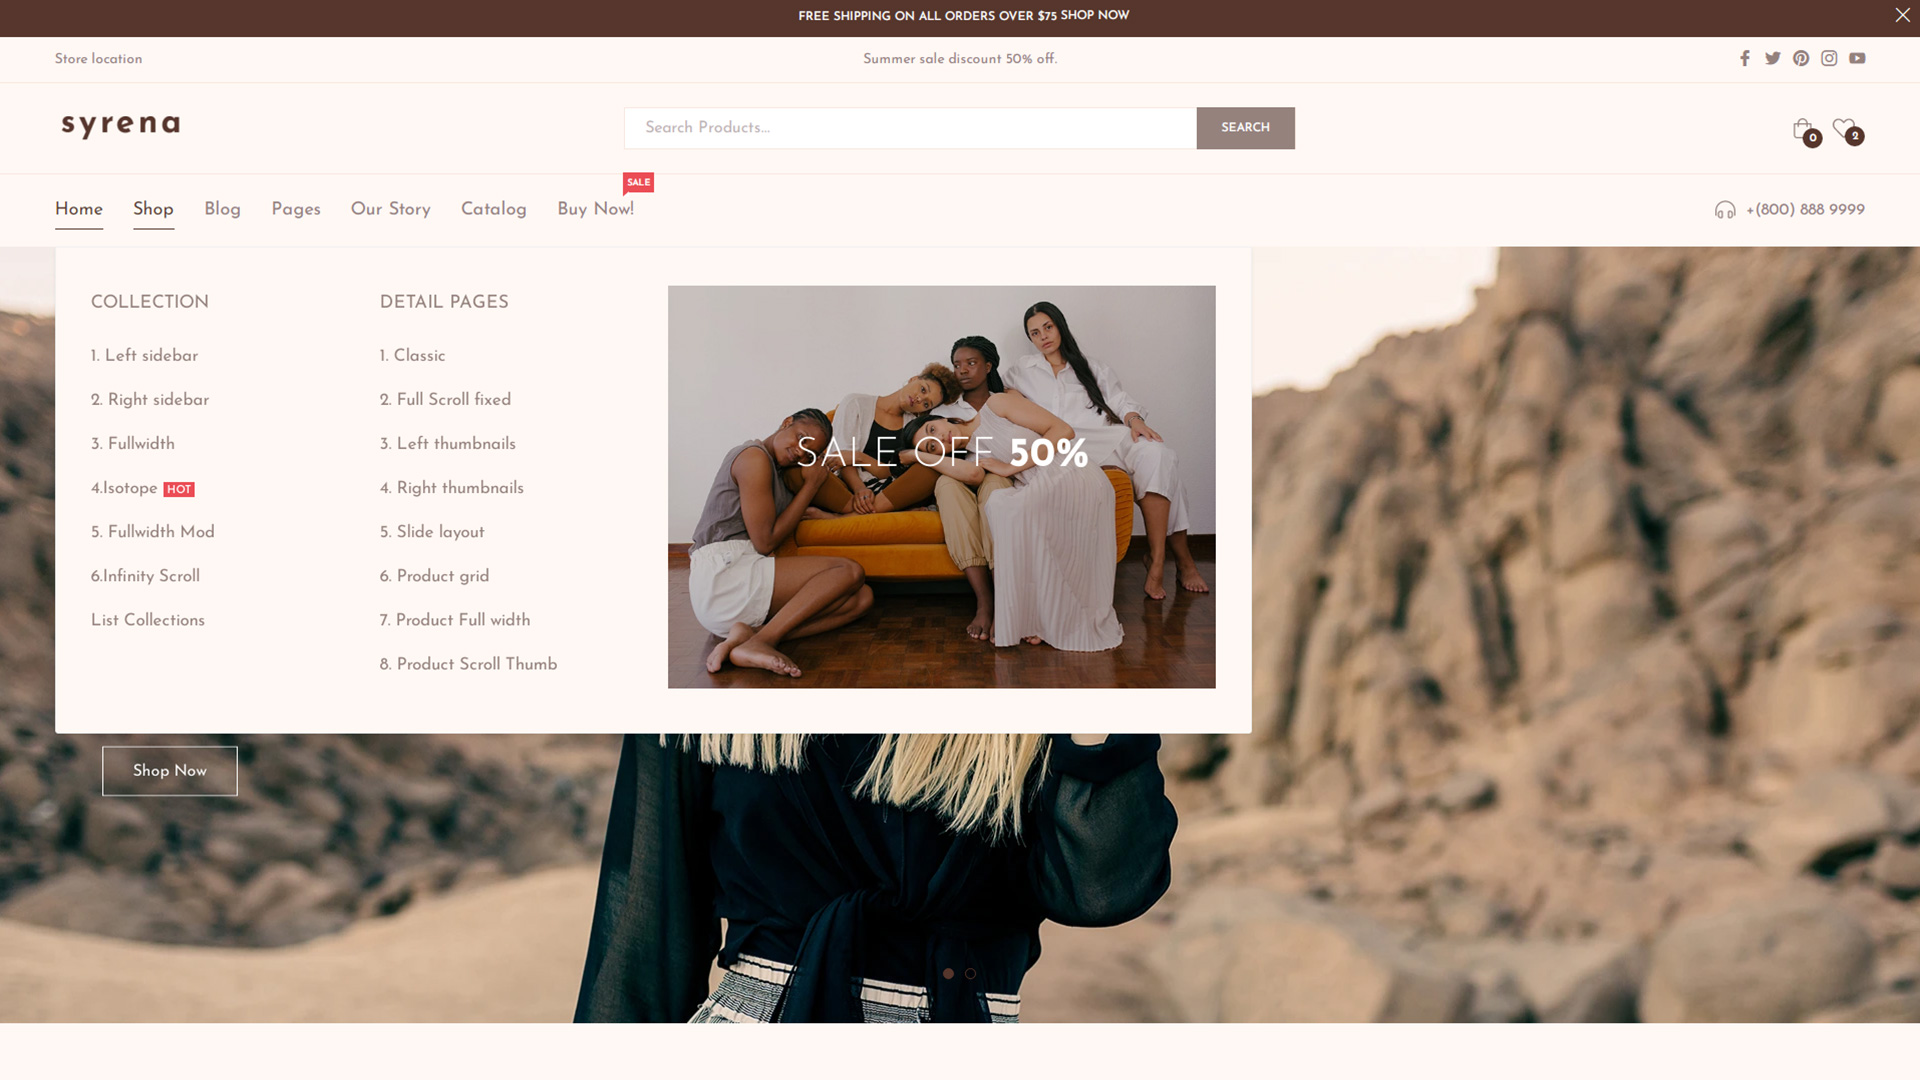 FREE SHIPPING ON ALL ORDERS OVER $75 SHOP NOW
Store location
Summer sale discount 50% off.
syrena
Search Products...
SEARCH
0
2
SALE
Home
Shop
Blog
Pages
Our Story
Catalog
Buy Now!
+(800) 888 9999
COLLECTION
1. Left sidebar
2. Right sidebar
3. Fullwidth
4.Isotope HOT
5. Fullwidth Mod
6.Infinity Scroll
List Collections
DETAIL PAGES
1. Classic
2. Full Scroll fixed
3. Left thumbnails
4. Right thumbnails
5. Slide layout
6. Product grid
7. Product Full width
8. Product Scroll Thumb
SALE OFF 50%
Shop Now